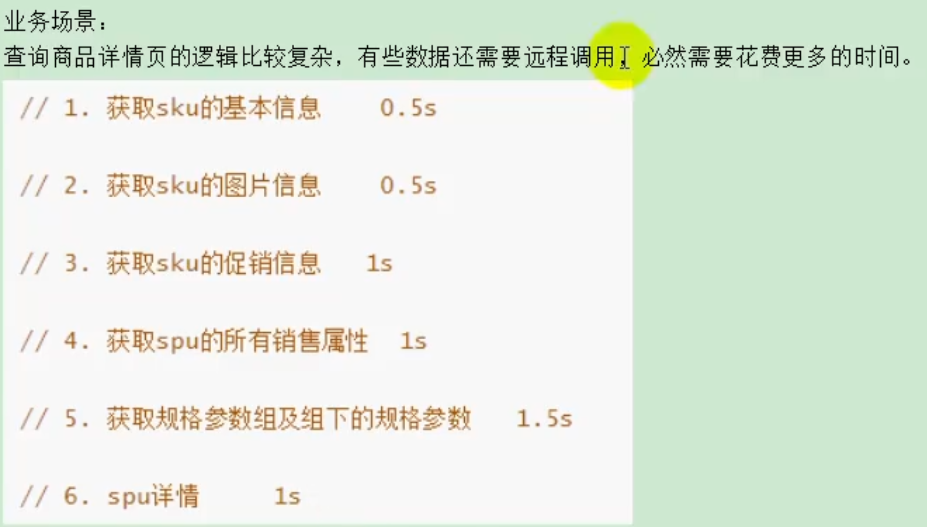 业务场景:
查询商品详情页的逻辑比较复杂，有些数据还需要远程调用，必然需要花费更多的时间。
// 1. 获取sku的基本信息 0.5s
// 2. 获取sku的图片信息 0.5s
// 3. 获取sku的促销信息 1s
// 4. 获取spu的所有销售属性 1s
// 5. 获取规格参数组及组下的规格参数 1.5s
// 6. spu详情 1s